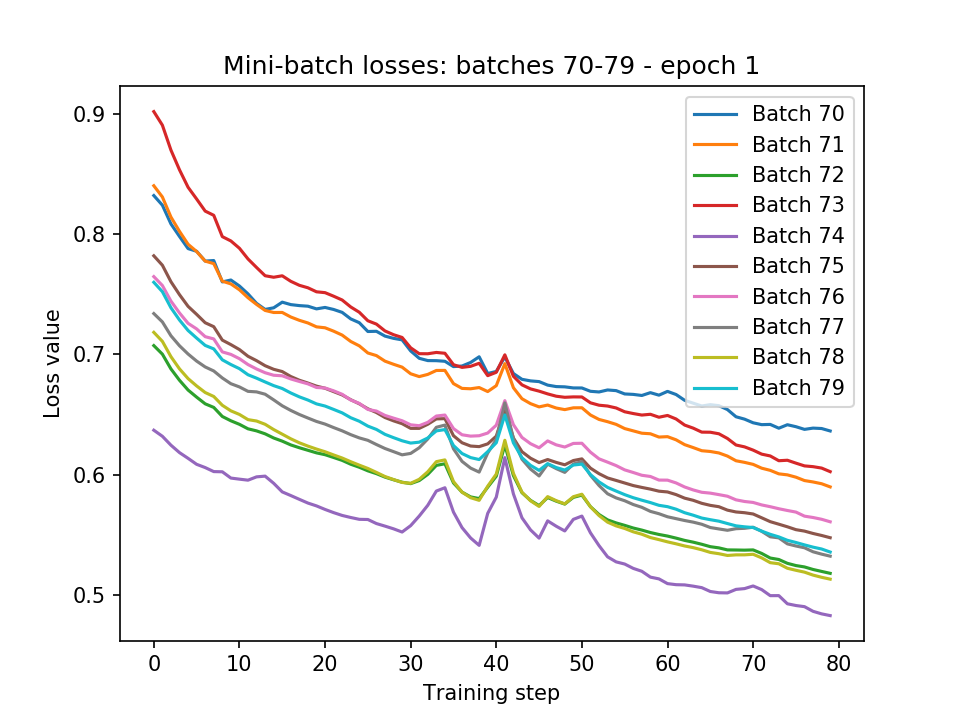 Mini-batch losses: batches 70-79 - epoch 1
0.9
0.8
0.7
0.6
0.5
Loss value
0 10 20 30 40 50 60 70 80
Training step
Batch 70
Batch 71
Batch 72
Batch 73
Batch 74
Batch 75
Batch 76
Batch 77
Batch 78
Batch 79